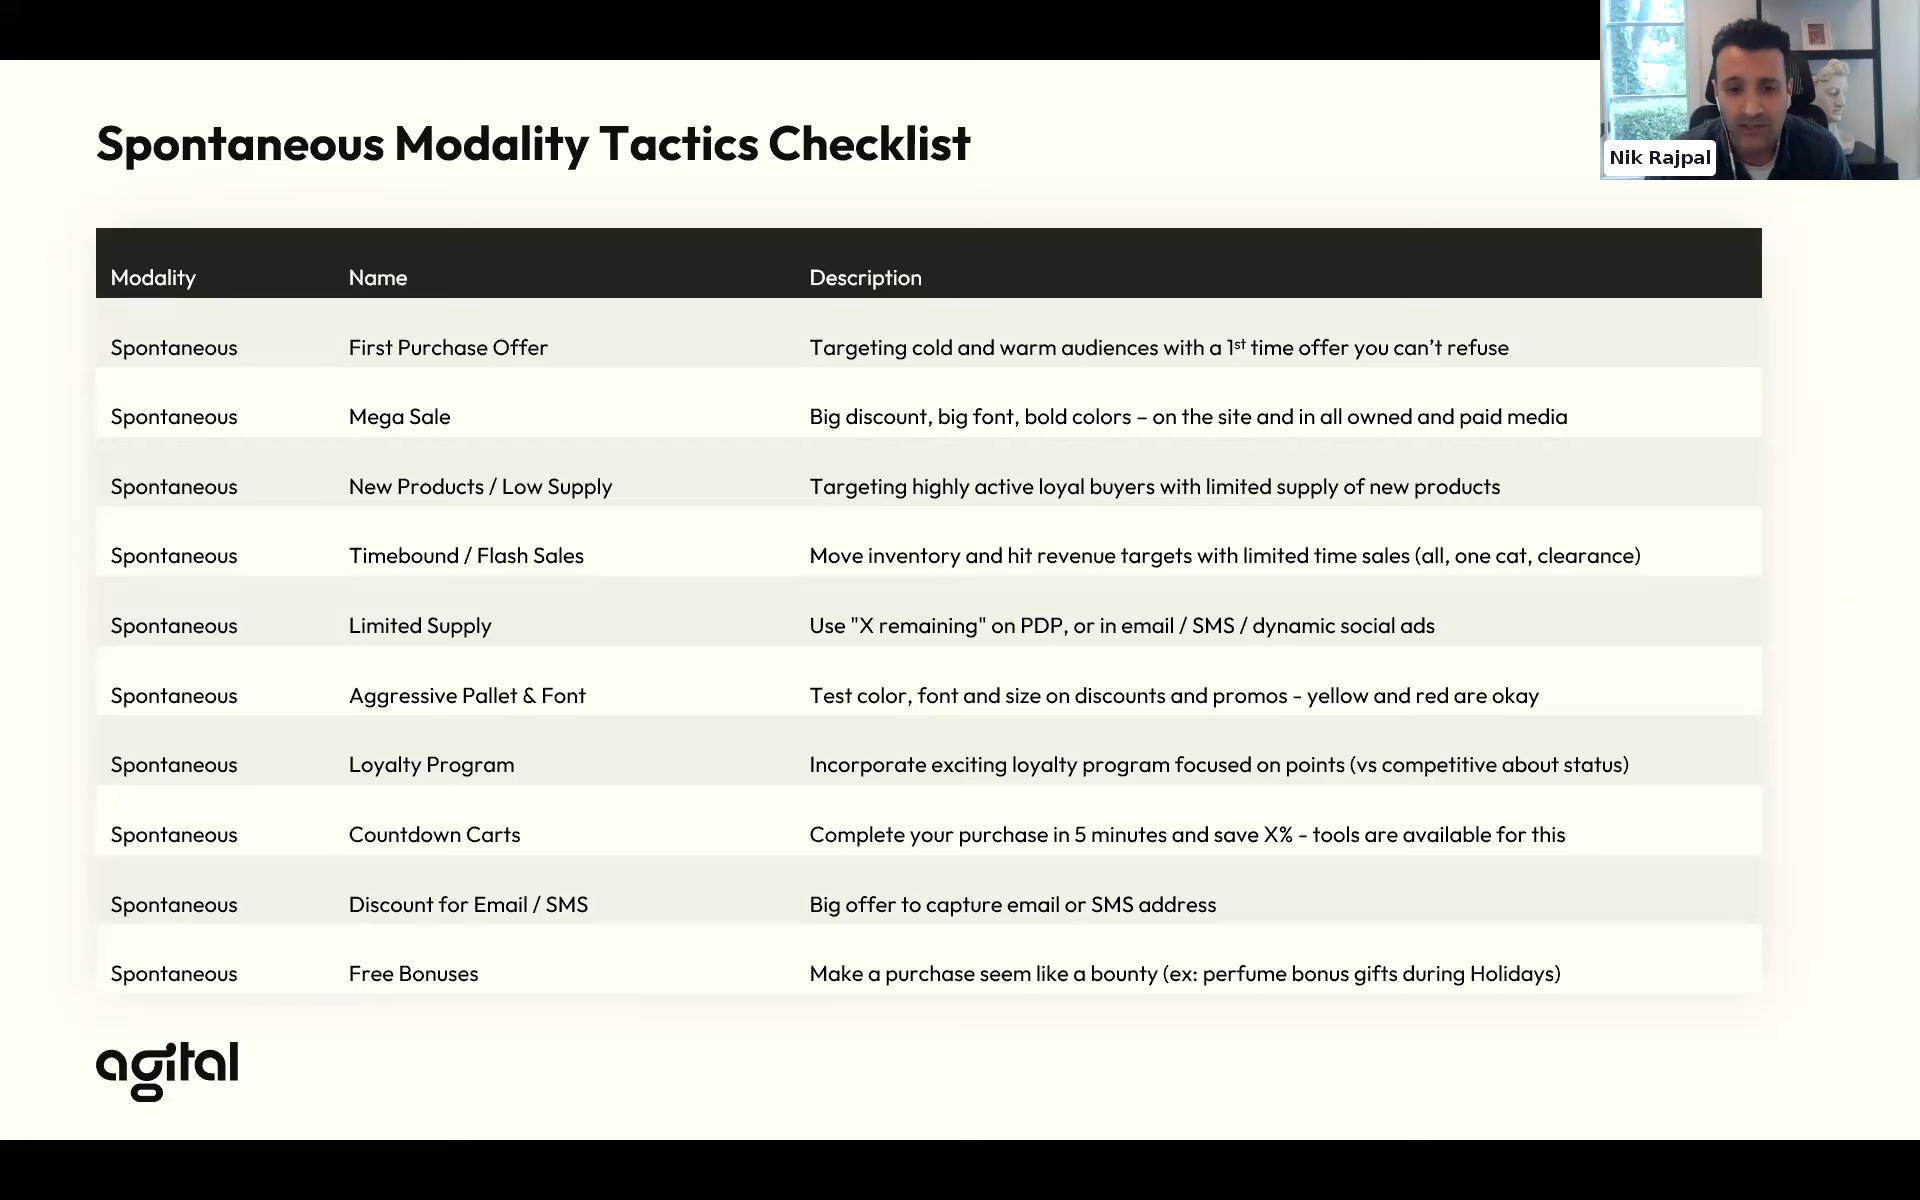 Nik Rajpal
Spontaneous Modality Tactics Checklist
Modality Name Description
Spontaneous First Purchase Offer Targeting cold and warm audiences with a 1st time offer you can’t refuse
Spontaneous Mega Sale Big discount, big font, bold colors – on the site and in all owned and paid media
Spontaneous New Products / Low Supply Targeting highly active loyal buyers with limited supply of new products
Spontaneous Timebound / Flash Sales Move inventory and hit revenue targets with limited time sales (all, one cat, clearance)
Spontaneous Limited Supply Use "X remaining" on PDP, or in email / SMS / dynamic social ads
Spontaneous Aggressive Pallet & Font Test color, font and size on discounts and promos - yellow and red are okay
Spontaneous Loyalty Program Incorporate exciting loyalty program focused on points (vs competitive about status)
Spontaneous Countdown Carts Complete your purchase in 5 minutes and save X% - tools are available for this
Spontaneous Discount for Email / SMS Big offer to capture email or SMS address
Spontaneous Free Bonuses Make a purchase seem like a bounty (ex: perfume bonus gifts during Holidays)
agital